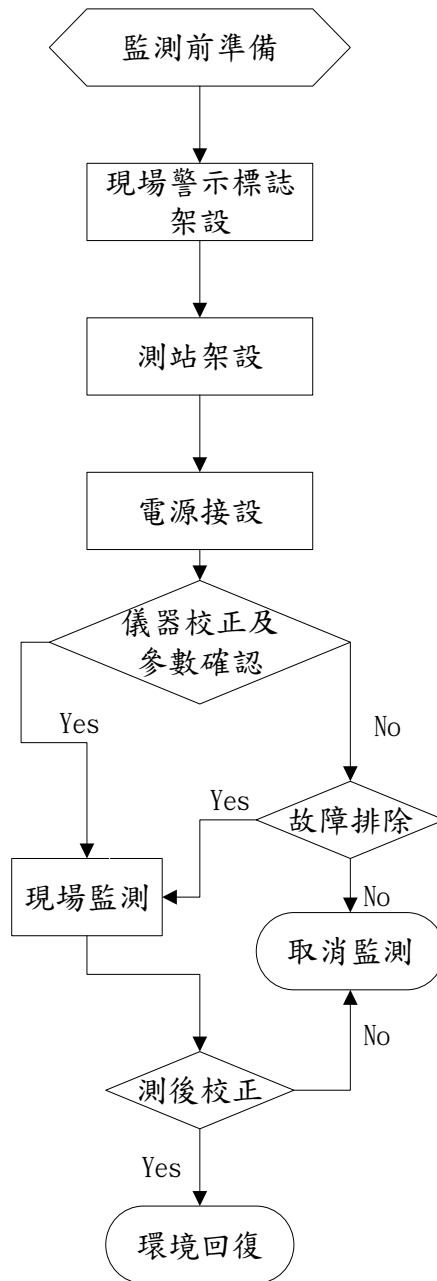 監測前準備
現場警示標誌
架設
測站架設
電源接設
儀器校正及
參數確認
Yes
No
Yes
故障排除
現場監測
No
取消監測
No
測後校正
Yes
環境回復